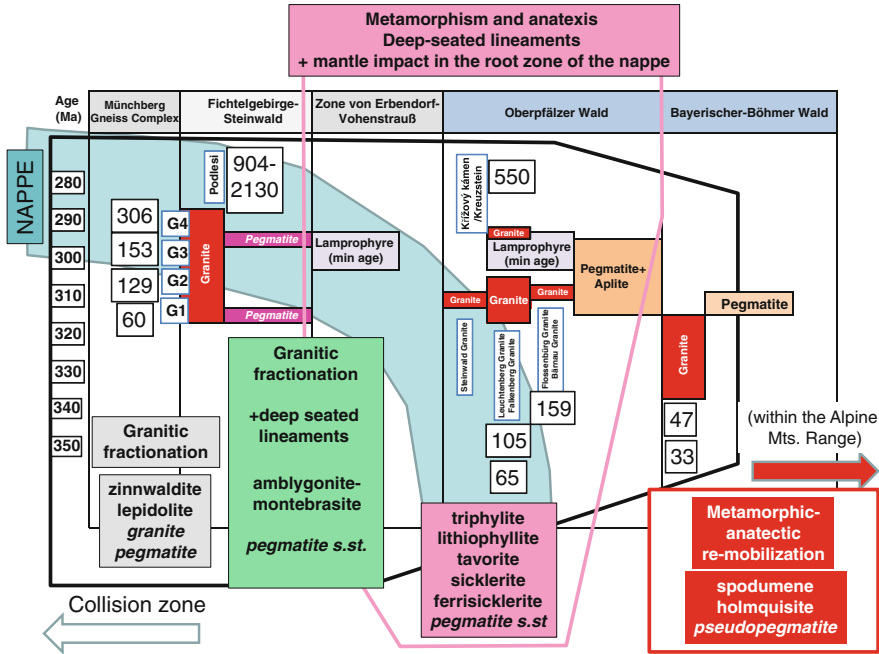 Metamorphism and anatexis
Deep-seated lineaments
+ mantle impact in the root zone of the nappe
Age
(Ma)
Münchberg
Gneiss Complex
Fichtelgebirge-
Steinwald
Zone von Erbendorf-
Vohenstrauß
Oberpfälzer Wald
Bayerischer-Böhmer Wald
NAPPE
280
290
300
310
320
330
340
350
306
153
129
60
G4
G3
G2
G1
Granite
Podlesi
904-
2130
Pegmatite
Pegmatite
Lamprophyre
(min age)
Křížový kámen
/Kreuzstein
550
Granite
Lamprophyre
(min age)
Granite
Granite
Granite
Pegmatite+
Aplite
Steinwald Granite
Leuchtenberg Granite
Falkenberg Granite
Flossenbürg Granite
Bärnau Granite
159
105
65
Pegmatite
Granite
47
33
(within the Alpine
Mts. Range)
Granitic
fractionation
zinnwaldite
lepidolite
granite
pegmatite
Granitic
fractionation
+deep seated
lineaments
amblygonite-
montebrasite
pegmatite s.st.
triphylite
lithiophyllite
tavorite
sicklerite
ferrisicklerite
pegmatite s.st
Metamorphic-
anatectic
re-mobilization
spodumene
holmquisite
pseudopegmatite
Collision zone